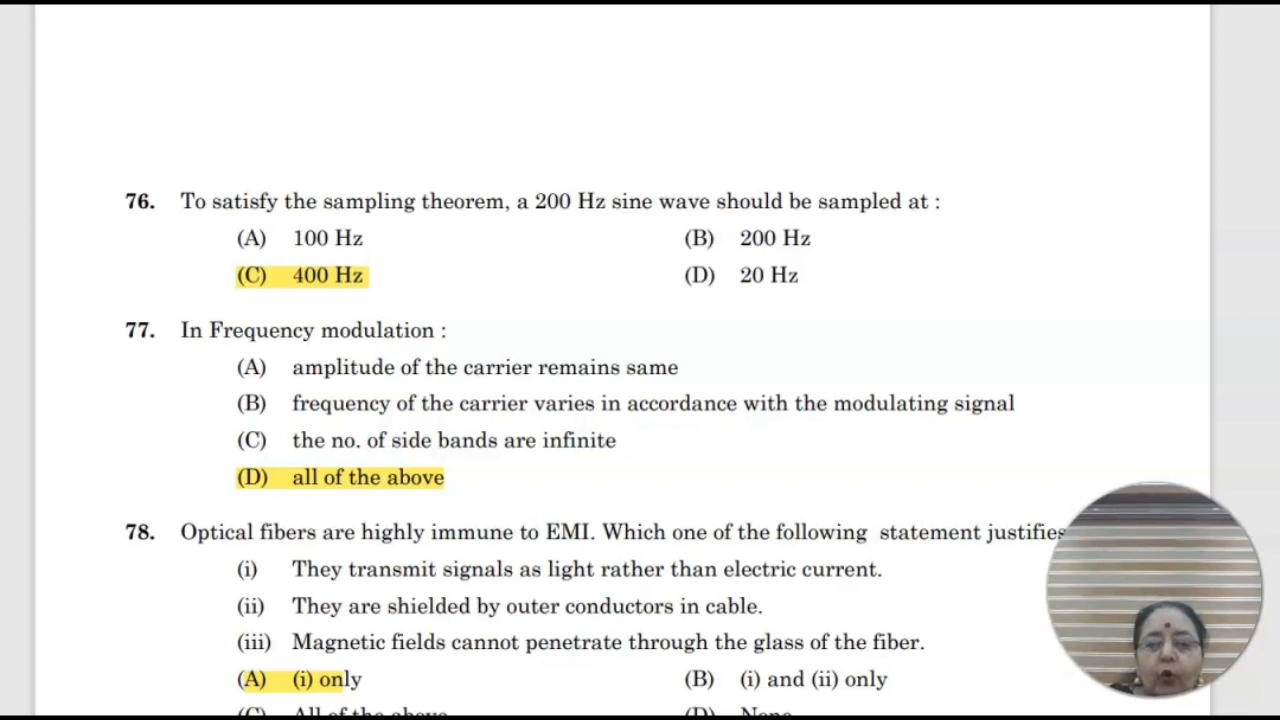 76. To satisfy the sampling theorem, a 200 Hz sine wave should be sampled at :
(A) 100 Hz (B) 200 Hz
(C) 400 Hz (D) 20 Hz
77. In Frequency modulation :
(A) amplitude of the carrier remains same
(B) frequency of the carrier varies in accordance with the modulating signal
(C) the no. of side bands are infinite
(D) all of the above
78. Optical fibers are highly immune to EMI. Which one of the following statement justifies
(i) They transmit signals as light rather than electric current.
(ii) They are shielded by outer conductors in cable.
(iii) Magnetic fields cannot penetrate through the glass of the fiber.
(A) (i) only (B) (i) and (ii) only
(C) All of the above (D) None